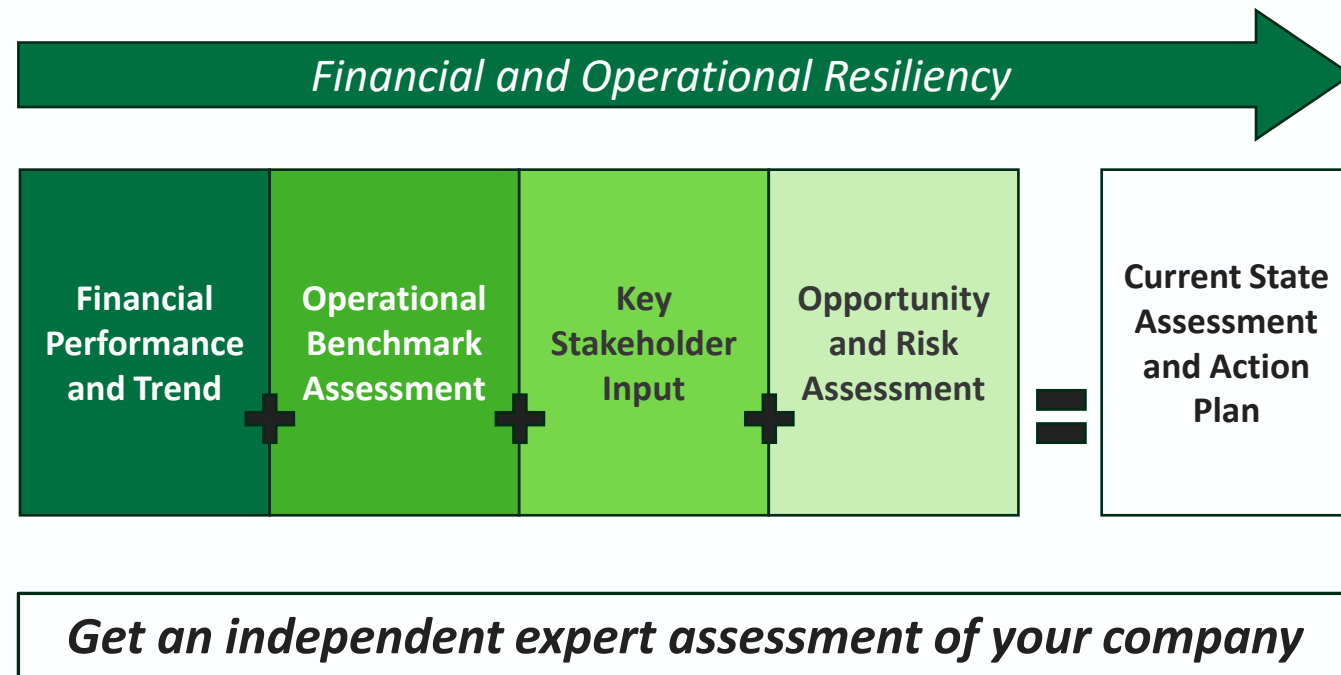 Financial and Operational Resiliency
Financial
Performance
and Trend
Operational
Benchmark
Assessment
Key
Stakeholder
Input
Opportunity
and Risk
Assessment
Current State
Assessment
and Action
Plan
Get an independent expert assessment of your company